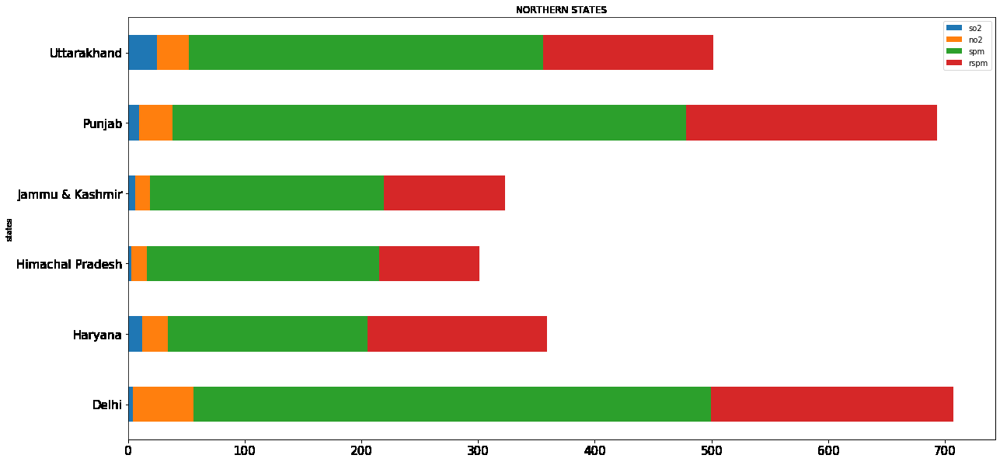 NORTHERN STATES
so2
no2
spm
rspm
Uttarakhand
Punjab
Jammu & Kashmir
Himachal Pradesh
Haryana
Delhi
states
0 100 200 300 400 500 600 700